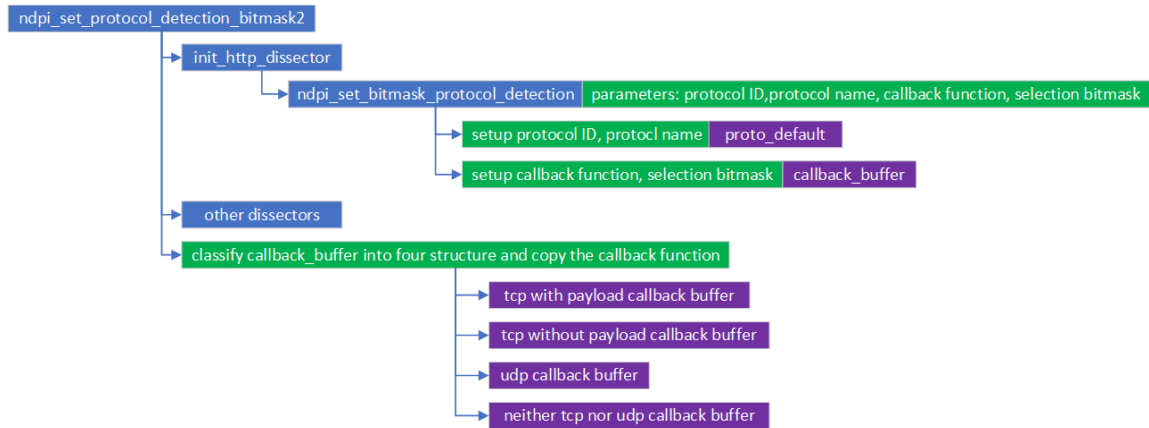 ndpi_set_protocol_detection_bitmask2
init_http_dissector
ndpi_set_bitmask_protocol_detection parameters: protocol ID,protocol name, callback function, selection bitmask
setup protocol ID, protocl name proto_default
setup callback function, selection bitmask callback_buffer
other dissectors
classify callback_buffer into four structure and copy the callback function
tcp with payload callback buffer
tcp without payload callback buffer
udp callback buffer
neither tcp nor udp callback buffer